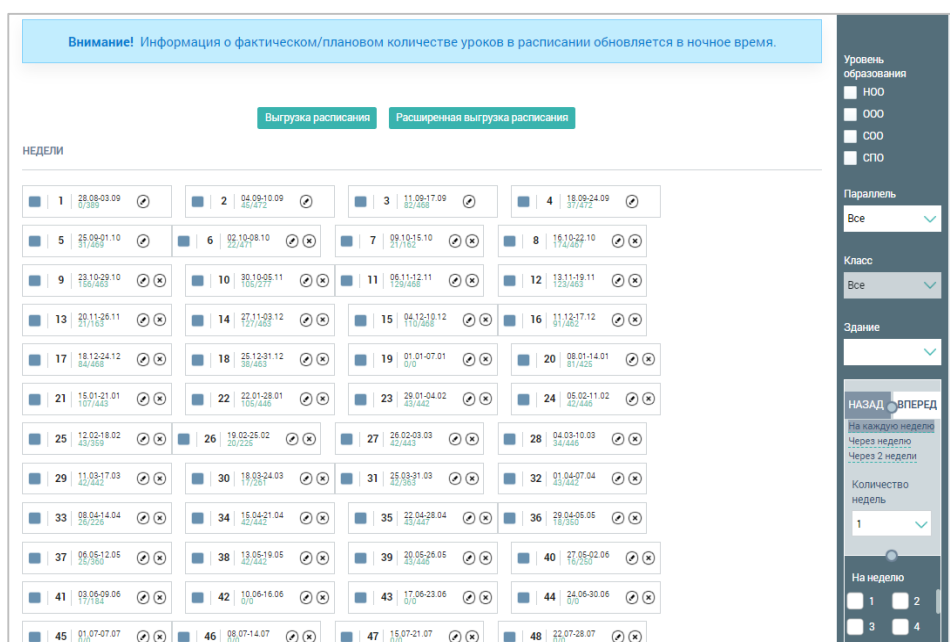 Внимание! Информация о фактическом/плановом количестве уроков в расписании обновляется в ночное время.
Выгрузка расписания Расширенная выгрузка расписания
НЕДЕЛИ
1 28.08-03.09 0/389
2 04.09-10.09 45/472
3 11.09-17.09 82/468
4 18.09-24.09 37/472
5 25.09-01.10 31/469
6 02.10-08.10 22/471
7 09.10-15.10 21/162
8 16.10-22.10 174/467
9 23.10-29.10 156/463
10 30.10-05.11 105/277
11 06.11-12.11 129/468
12 13.11-19.11 123/463
13 20.11-26.11 21/163
14 27.11-03.12 127/463
15 04.12-10.12 110/468
16 11.12-17.12 91/462
17 18.12-24.12 84/468
18 25.12-31.12 38/463
19 01.01-07.01 0/0
20 08.01-14.01 81/425
21 15.01-21.01 107/443
22 22.01-28.01 105/446
23 29.01-04.02 43/442
24 05.02-11.02 42/446
25 12.02-18.02 43/359
26 19.02-25.02 20/225
27 26.02-03.03 42/443
28 04.03-10.03 34/446
29 11.03-17.03 42/442
30 18.03-24.03 17/261
31 25.03-31.03 42/363
32 01.04-07.04 43/442
33 08.04-14.04 26/226
34 15.04-21.04 42/442
35 22.04-28.04 43/447
36 29.04-05.05 18/350
37 06.05-12.05 25/360
38 13.05-19.05 42/442
39 20.05-26.05 43/446
40 27.05-02.06 16/250
41 03.06-09.06 17/184
42 10.06-16.06 0/0
43 17.06-23.06 0/0
44 24.06-30.06 0/0
45 01.07-07.07 0/0
46 08.07-14.07 0/0
47 15.07-21.07 0/0
48 22.07-28.07 0/0
Уровень
образования
НОО
ООО
СОО
СПО
Параллель
Все
Класс
Все
Здание
НАЗАД ВПЕРЕД
На каждую неделю
Через неделю
Через 2 недели
Количество
недель
1
На неделю
1 2
3 4